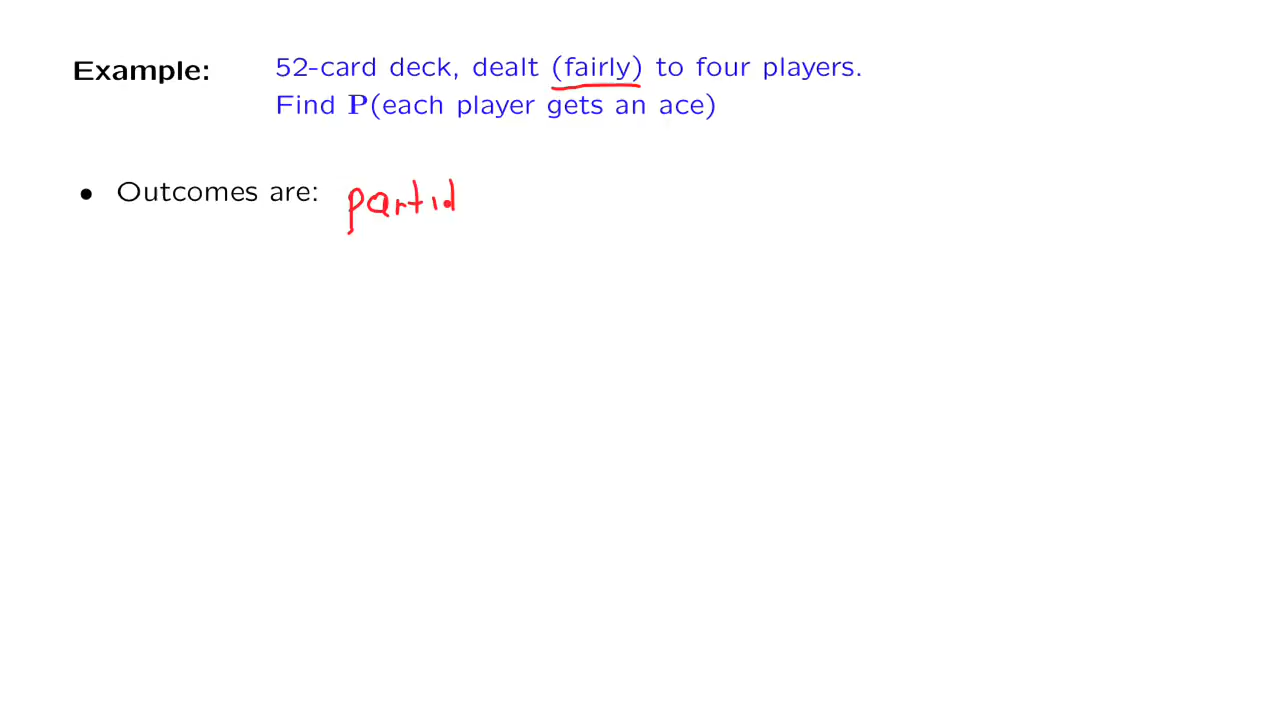 Example: 52-card deck, dealt (fairly) to four players.
Find P(each player gets an ace)
• Outcomes are: partid